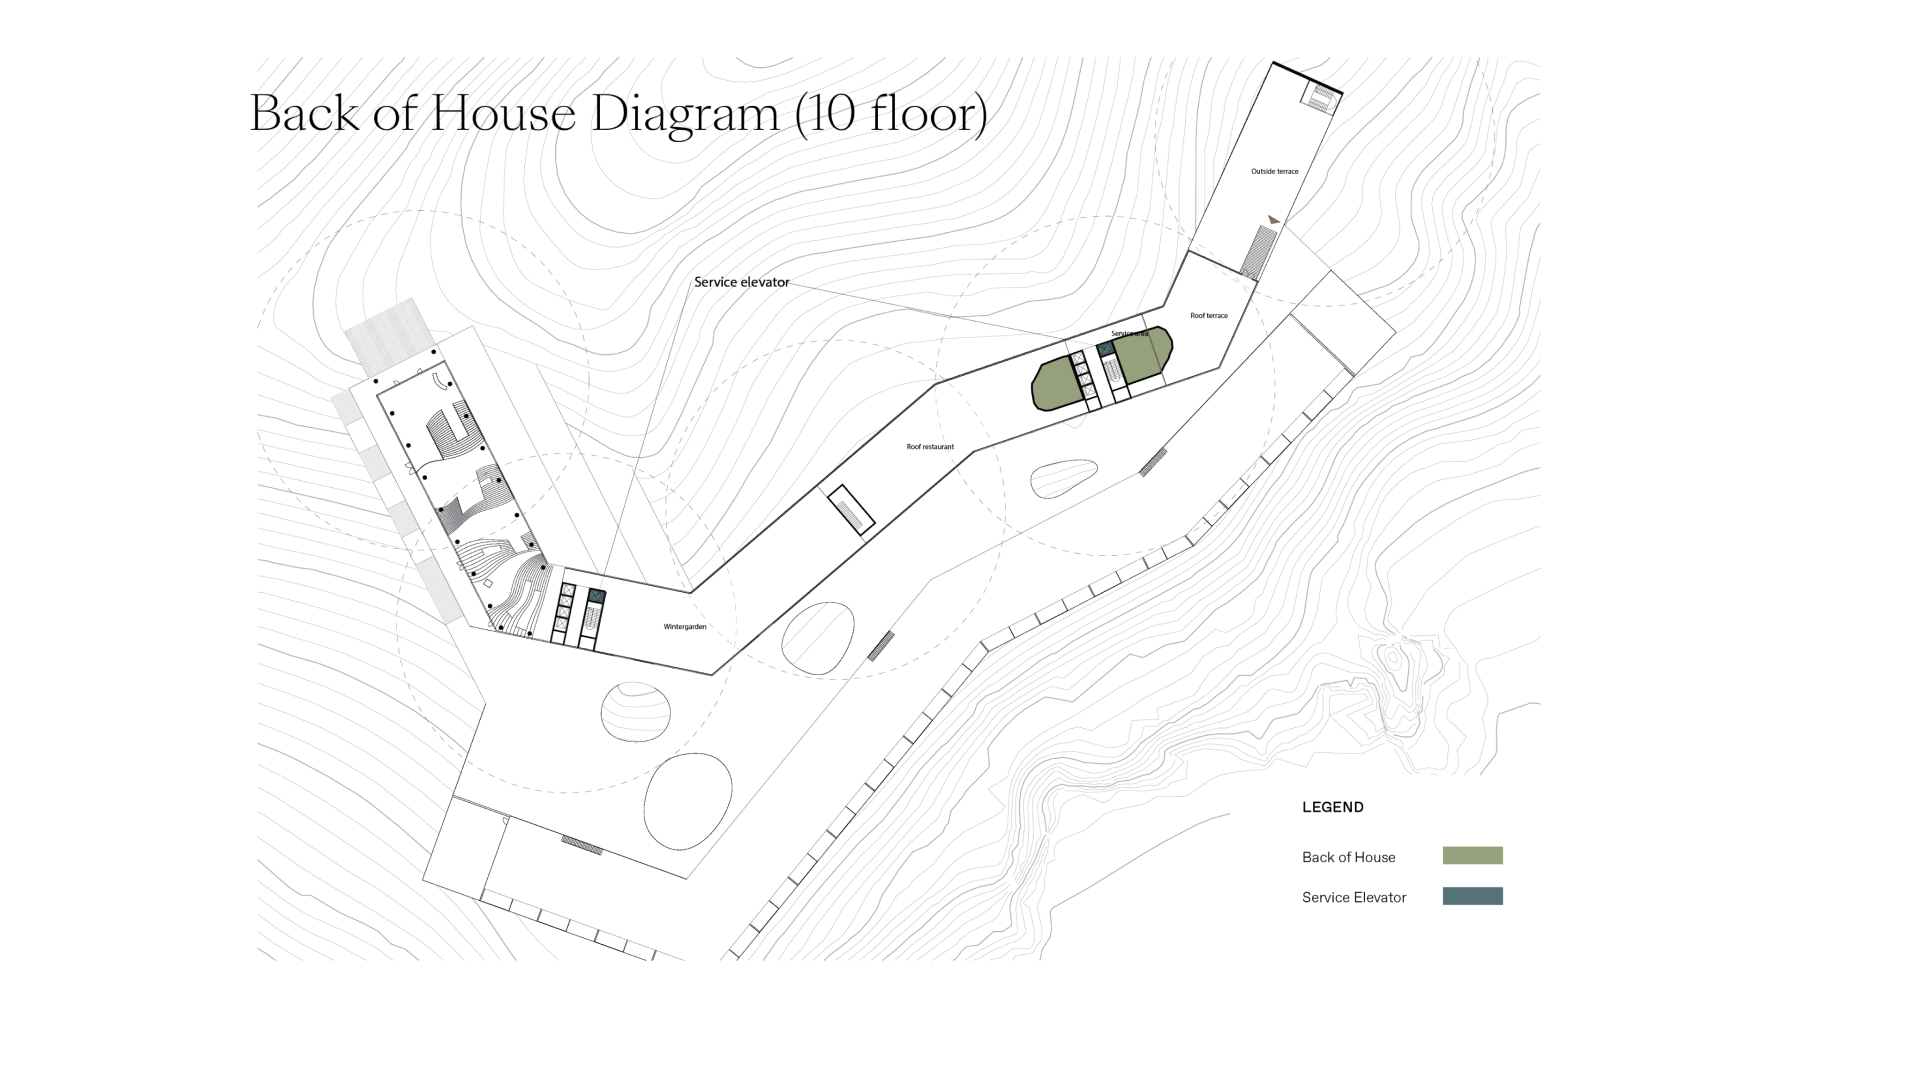 Back of House Diagram (10 floor)
Outside terrace
Service elevator
Roof terrace
Service area
Roof restaurant
Wintergarden
LEGEND
Back of House
Service Elevator